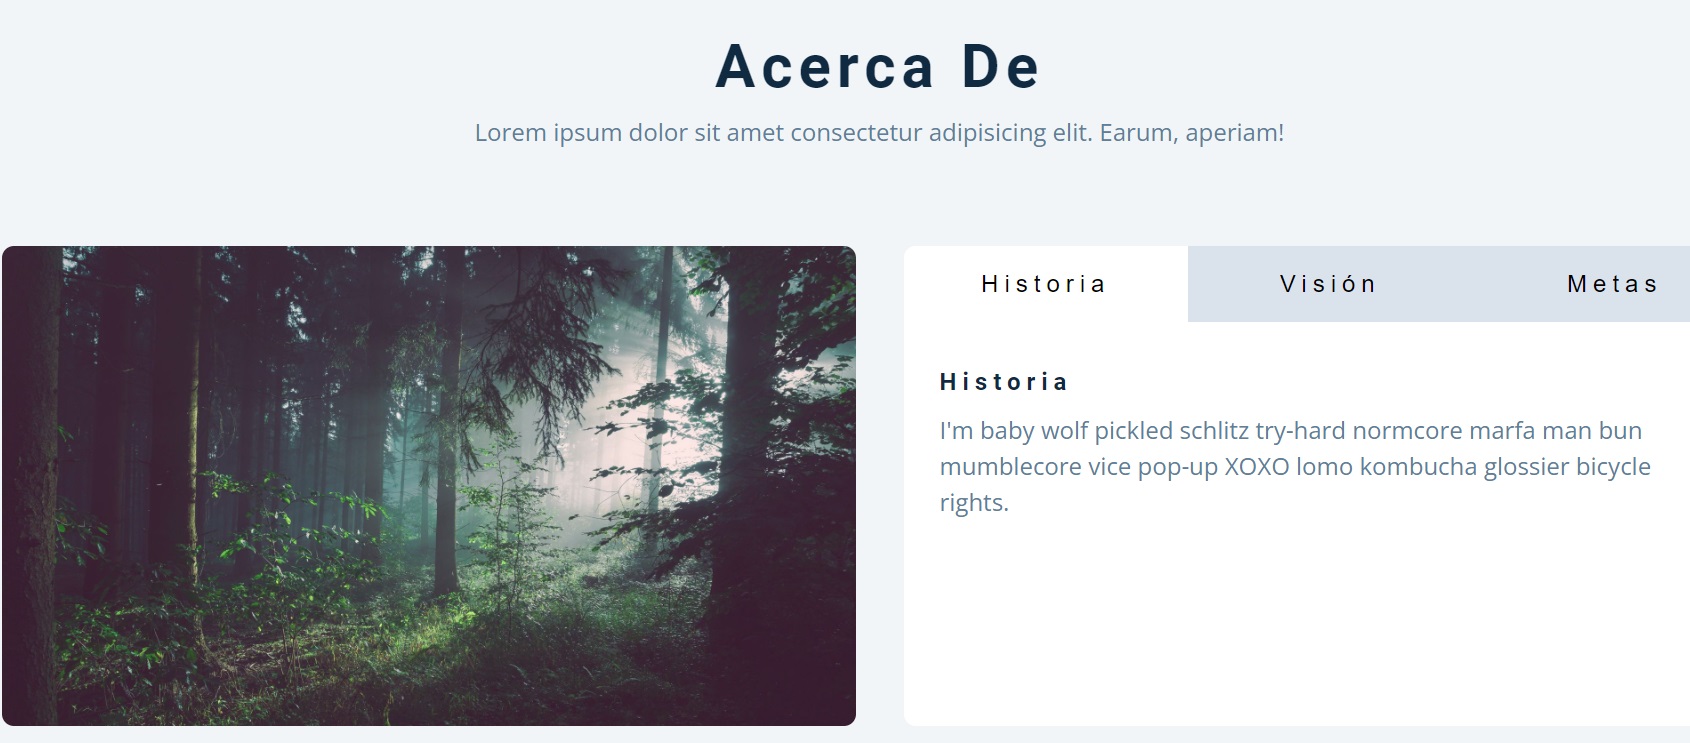 Acerca De
Lorem ipsum dolor sit amet consectetur adipisicing elit. Earum, aperiam!
Historia Visión Metas
Historia
I'm baby wolf pickled schlitz try-hard normcore marfa man bun
mumblecore vice pop-up XOXO lomo kombucha glossier bicycle
rights.